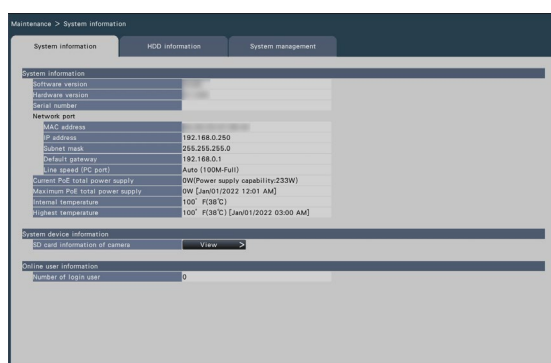 Maintenance > System information
System information HDD information System management
System information
Software version
Hardware version
Serial number
Network port
MAC address
IP address 192.168.0.250
Subnet mask 255.255.255.0
Default gateway 192.168.0.1
Line speed (PC port) Auto (100M-Full)
Current PoE total power supply 0W(Power supply capability:233W)
Maximum PoE total power supply 0W [Jan/01/2022 12:01 AM]
Internal temperature 100˚ F(38℃)
Highest temperature 100˚ F(38℃) [Jan/01/2022 03:00 AM]
System device information
SD card information of camera View >
Online user information
Number of login user 0